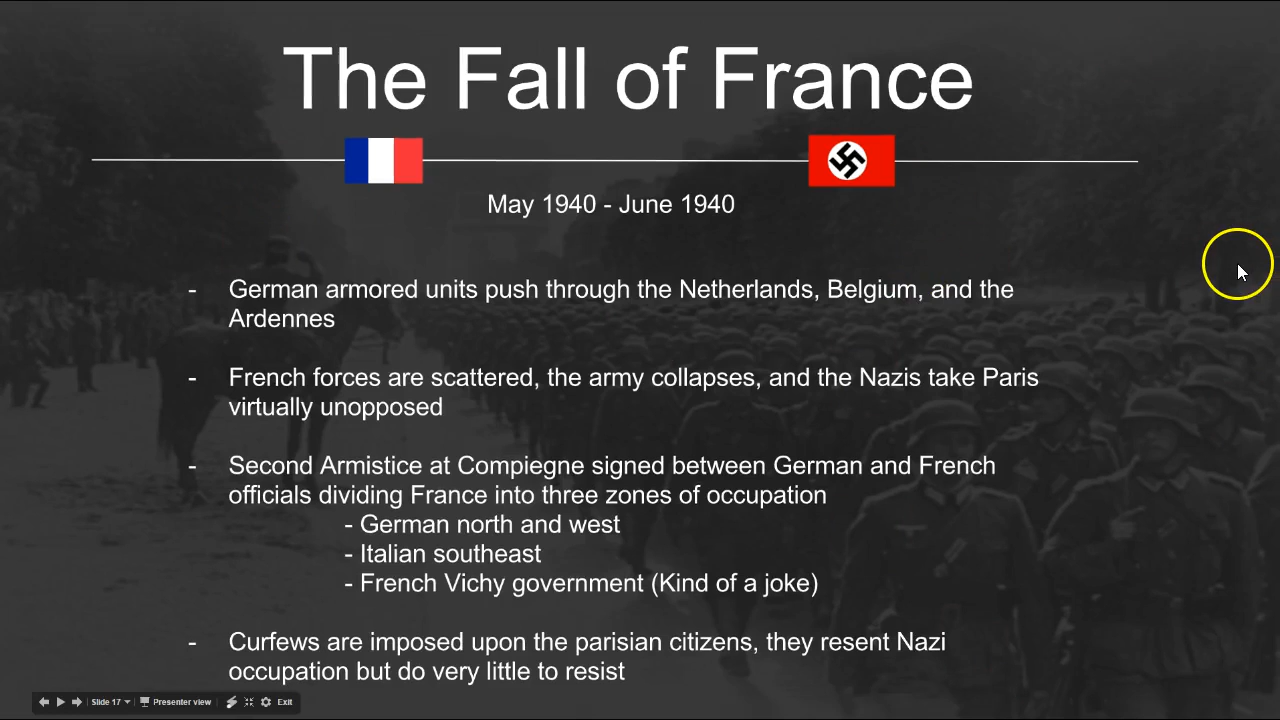 The Fall of France
May 1940 - June 1940
- German armored units push through the Netherlands, Belgium, and the
Ardennes
- French forces are scattered, the army collapses, and the Nazis take Paris
virtually unopposed
- Second Armistice at Compiegne signed between German and French
officials dividing France into three zones of occupation
- German north and west
- Italian southeast
- French Vichy government (Kind of a joke)
- Curfews are imposed upon the parisian citizens, they resent Nazi
occupation but do very little to resist
Slide 17 Presenter view Exit